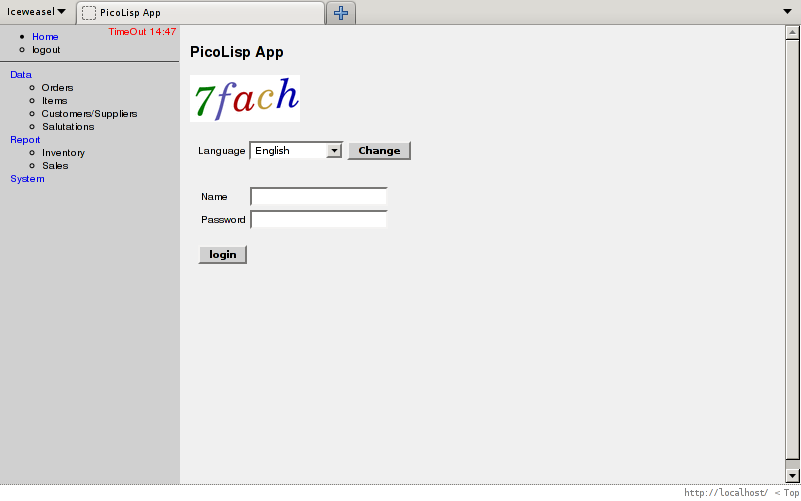 Iceweasel PicoLisp App
Home TimeOut 14:47
logout
Data
Orders
Items
Customers/Suppliers
Salutations
Report
Inventory
Sales
System
PicoLisp App
7fach
Language English Change
Name
Password
login
http://localhost/ < Top